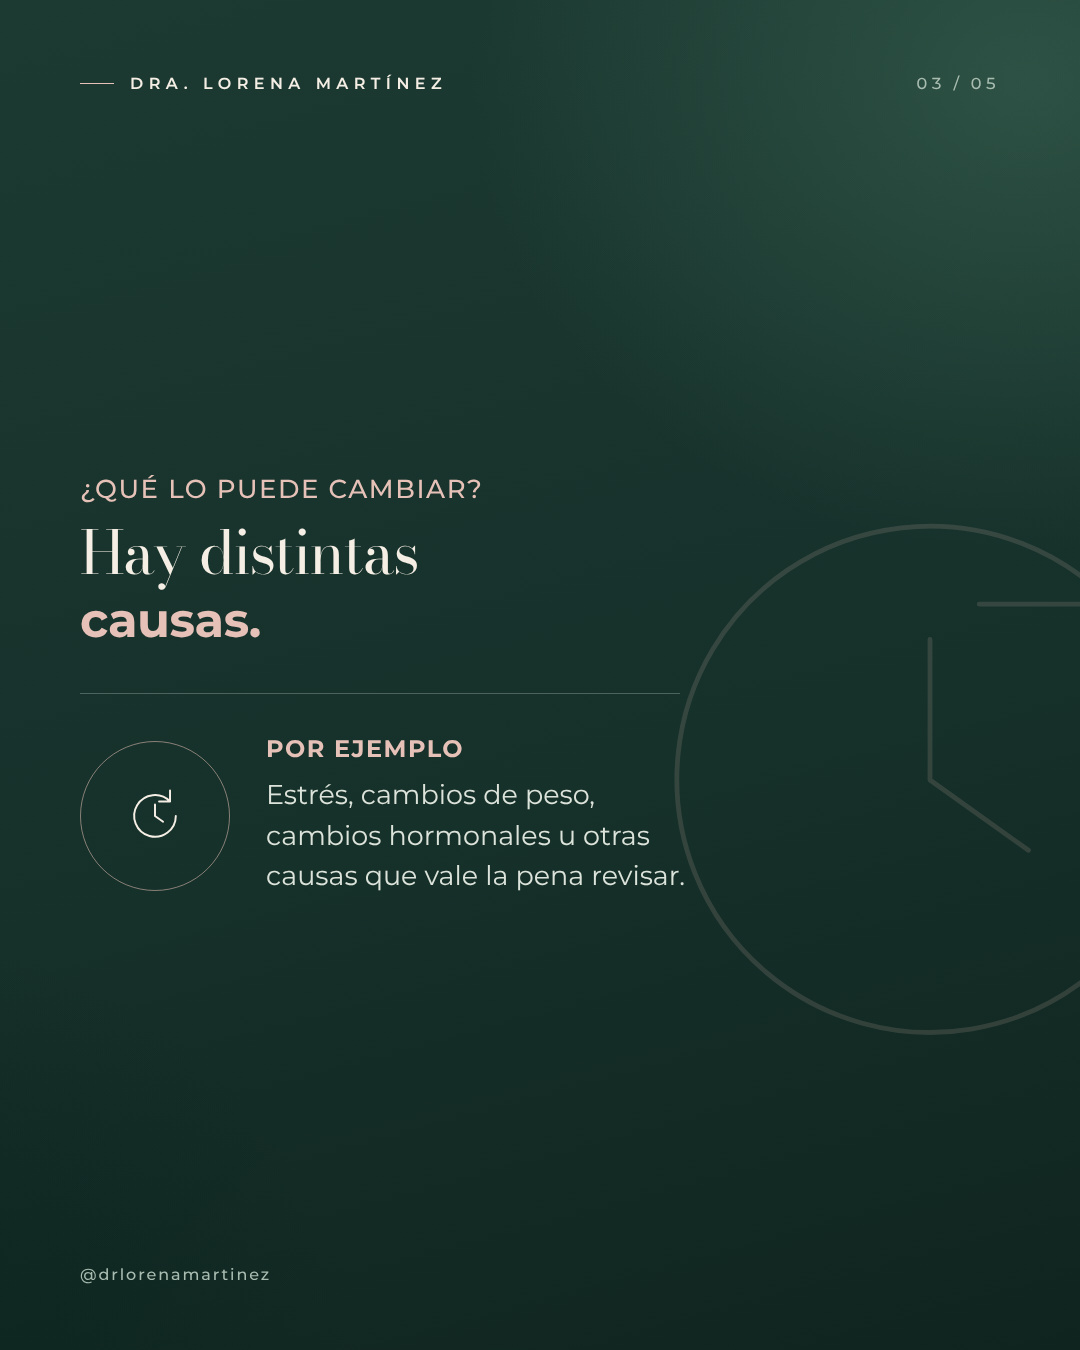 DRA. LORENA MARTÍNEZ
03 / 05
¿QUÉ LO PUEDE CAMBIAR?
Hay distintas
causas.
POR EJEMPLO
Estrés, cambios de peso,
cambios hormonales u otras
causas que vale la pena revisar.
@drlorenamartinez